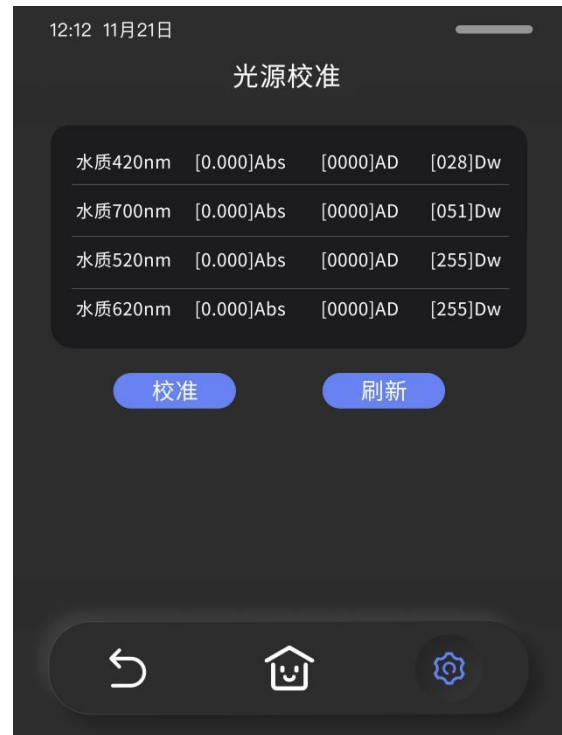 12:12 11月21日
光源校准
水质420nm [0.000]Abs [0000]AD [028]Dw
水质700nm [0.000]Abs [0000]AD [051]Dw
水质520nm [0.000]Abs [0000]AD [255]Dw
水质620nm [0.000]Abs [0000]AD [255]Dw
校准 刷新